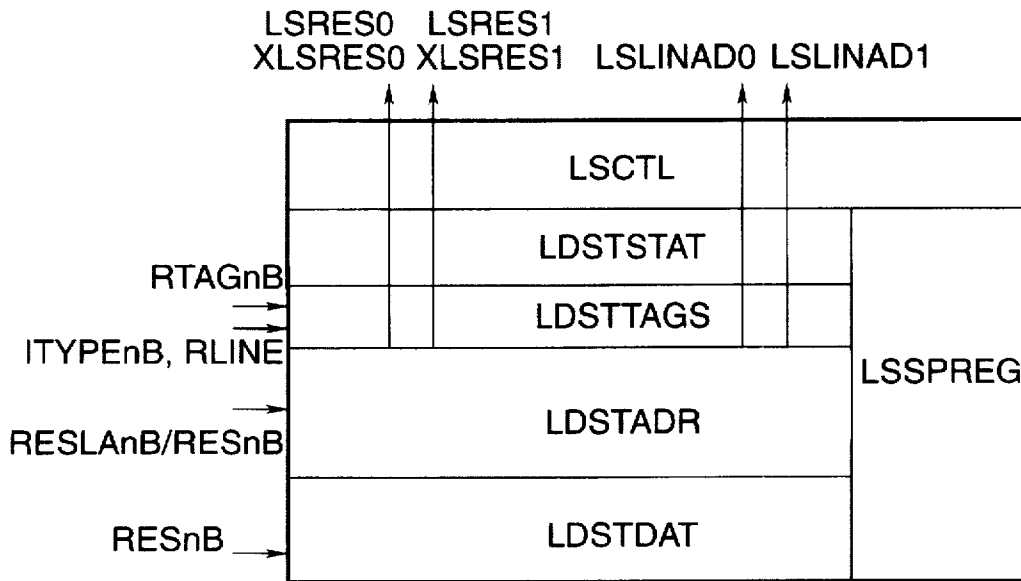 LSRES0 LSRES1
XLSRES0 XLSRES1 LSLINAD0 LSLINAD1
LSCTL
LDSTSTAT
RTAGnB
LDSTTAGS
ITYPEnB, RLINE
LSSPREG
LDSTADR
RESLAnB/RESnB
RESnB
LDSTDAT